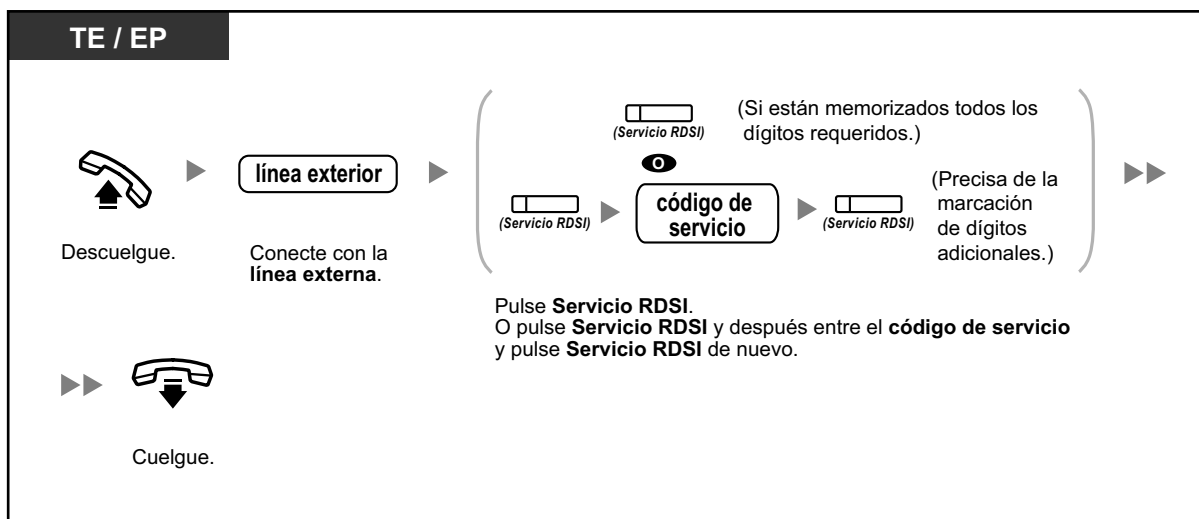 TE / EP
(Servicio RDSI)
(Si están memorizados todos los
dígitos requeridos.)
O
línea exterior
(Servicio RDSI)
código de
servicio
(Servicio RDSI)
(Precisa de la
marcación
de dígitos
adicionales.)
Descuelgue.
Conecte con la
línea externa.
Pulse Servicio RDSI.
O pulse Servicio RDSI y después entre el código de servicio
y pulse Servicio RDSI de nuevo.
Cuelgue.